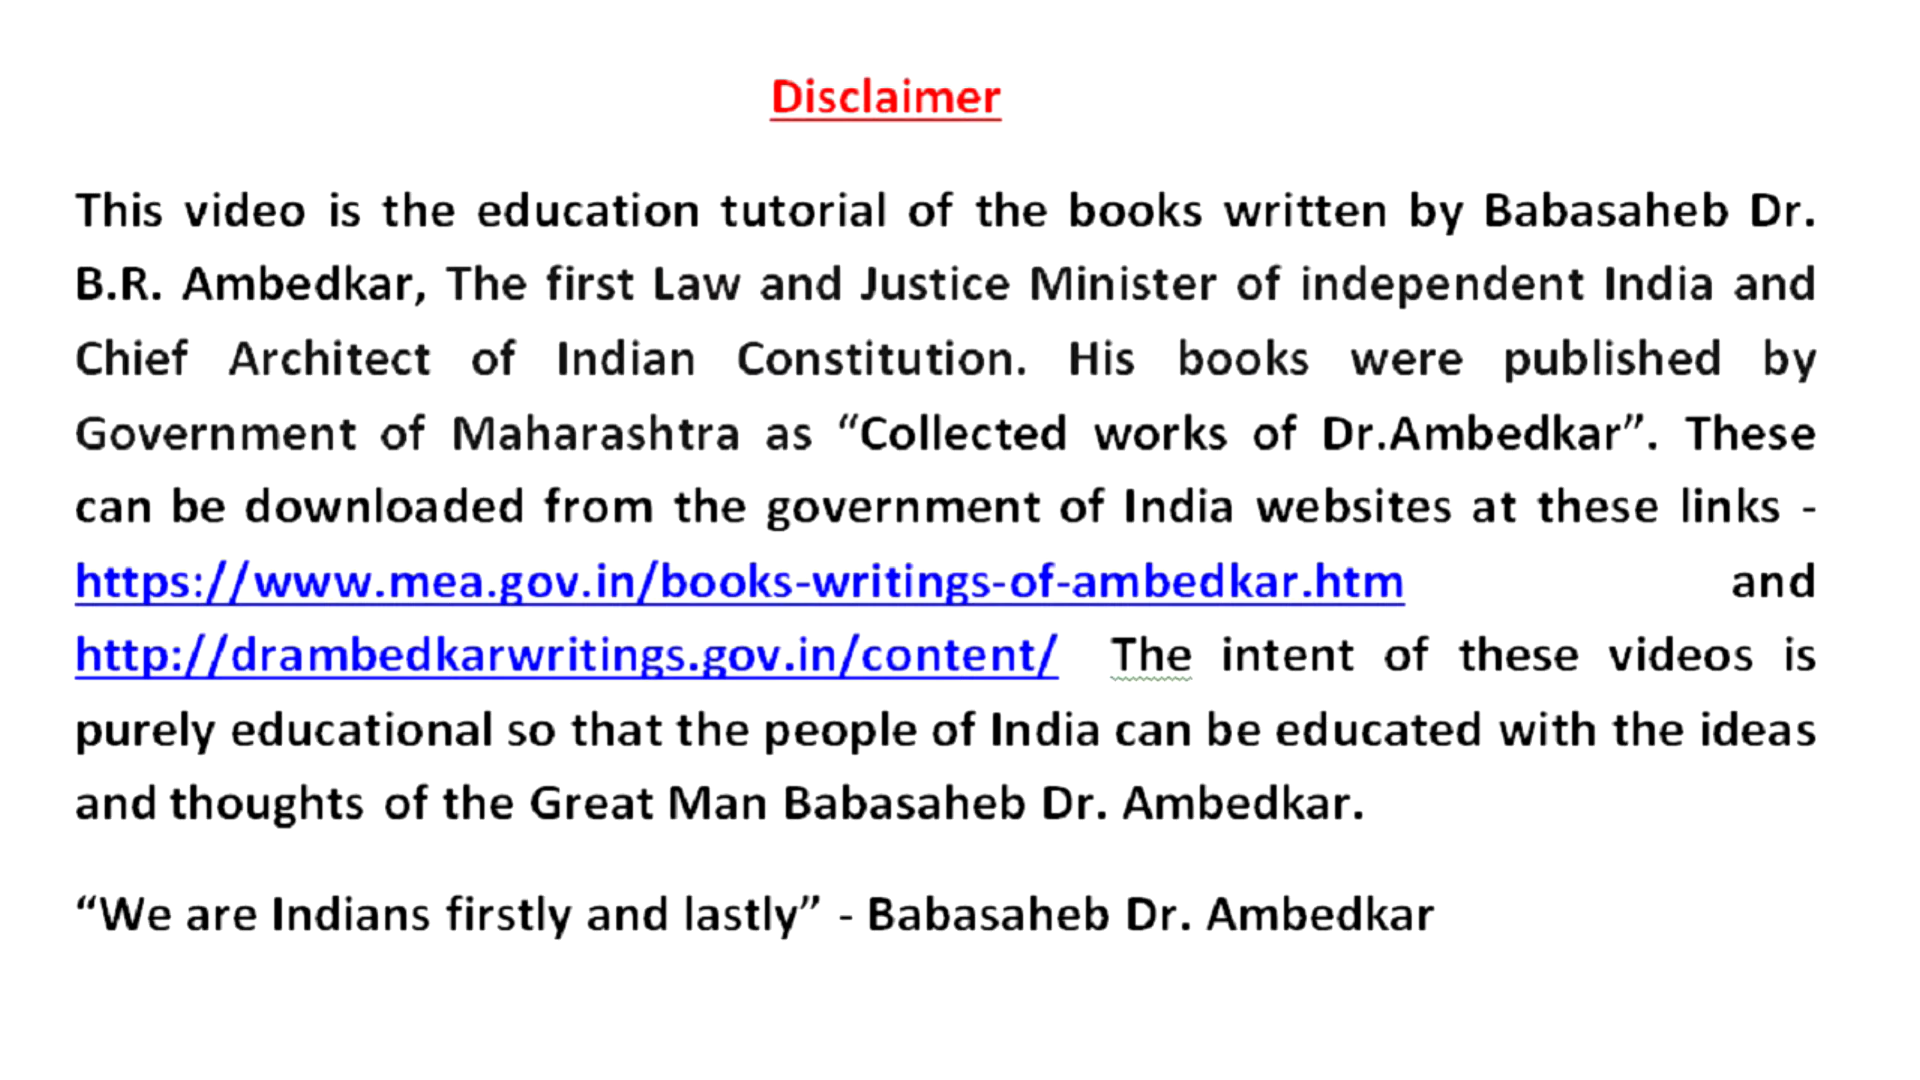 Disclaimer
This video is the education tutorial of the books written by Babasaheb Dr.
B.R. Ambedkar, The first Law and Justice Minister of independent India and
Chief Architect of Indian Constitution. His books were published by
Government of Maharashtra as “Collected works of Dr.Ambedkar”. These
can be downloaded from the government of India websites at these links -
https://www.mea.gov.in/books-writings-of-ambedkar.htm and
http://drambedkarwritings.gov.in/content/ The intent of these videos is
purely educational so that the people of India can be educated with the ideas
and thoughts of the Great Man Babasaheb Dr. Ambedkar.
“We are Indians firstly and lastly” - Babasaheb Dr. Ambedkar